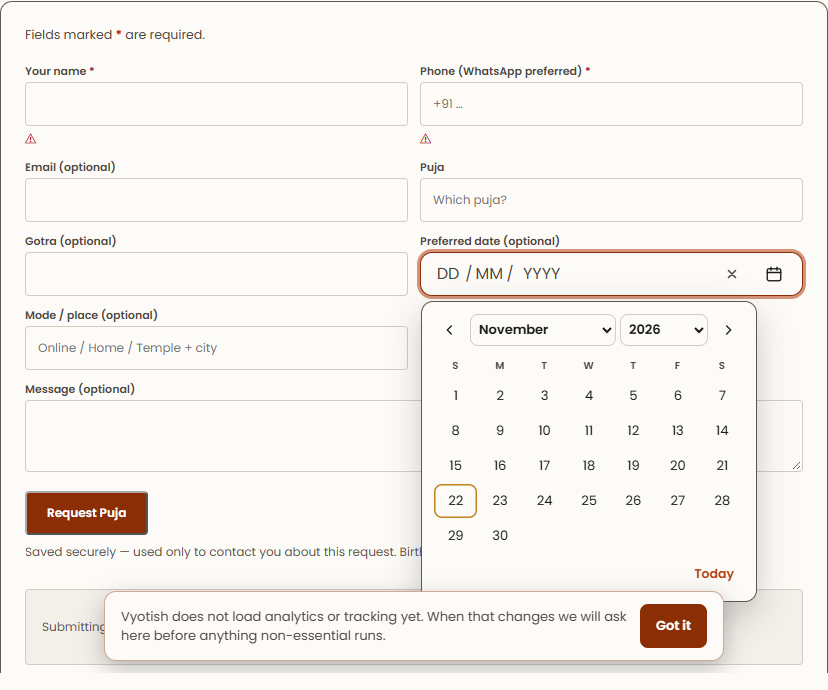 Fields marked * are required.
Your name *
Phone (WhatsApp preferred) *
+91 …
Email (optional)
Puja
Which puja?
Gotra (optional)
Preferred date (optional)
DD / MM / YYYY
Mode / place (optional)
Online / Home / Temple + city
November 2026
S M T W T F S
1 2 3 4 5 6 7
8 9 10 11 12 13 14
15 16 17 18 19 20 21
22 23 24 25 26 27 28
29 30
Today
Message (optional)
Request Puja
Saved securely — used only to contact you about this request.
Submitting
Vyotish does not load analytics or tracking yet. When that changes we will ask
here before anything non-essential runs.
Got it